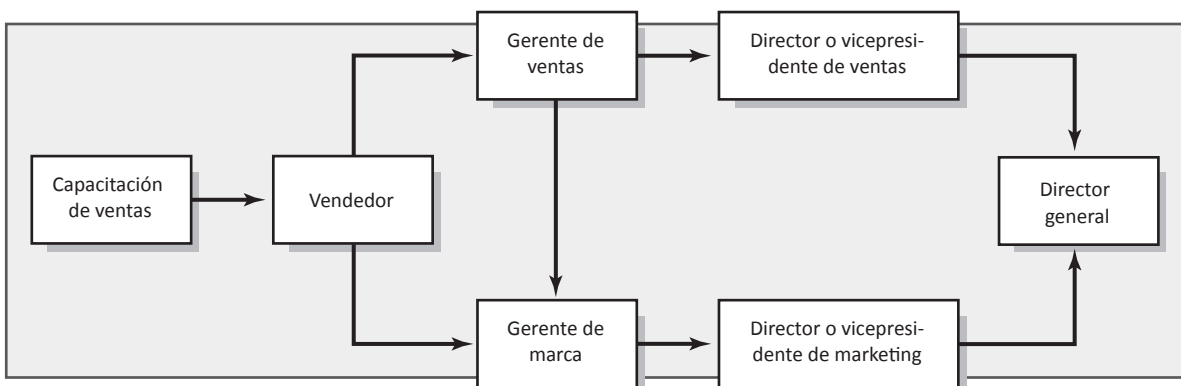 Gerente de
ventas
Director o vicepresi-
dente de ventas
Capacitación
de ventas
Vendedor
Director
general
Gerente de
marca
Director o vicepresi-
dente de marketing